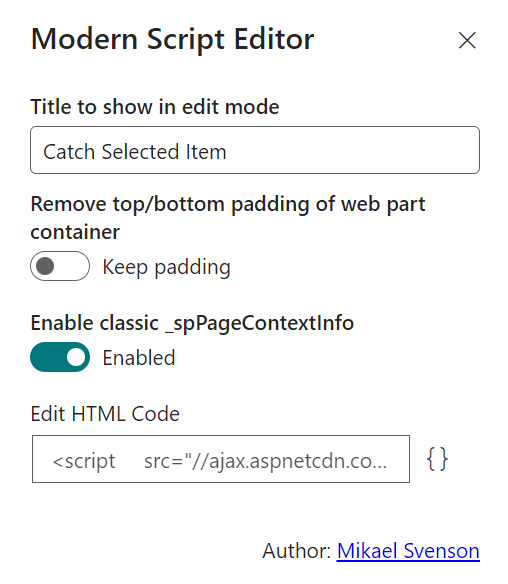 Modern Script Editor
Title to show in edit mode
Catch Selected Item
Remove top/bottom padding of web part
container
Keep padding
Enable classic _spPageContextInfo
Enabled
Edit HTML Code
<script src="//ajax.aspnetcdn.co... {}
Author: Mikael Svenson